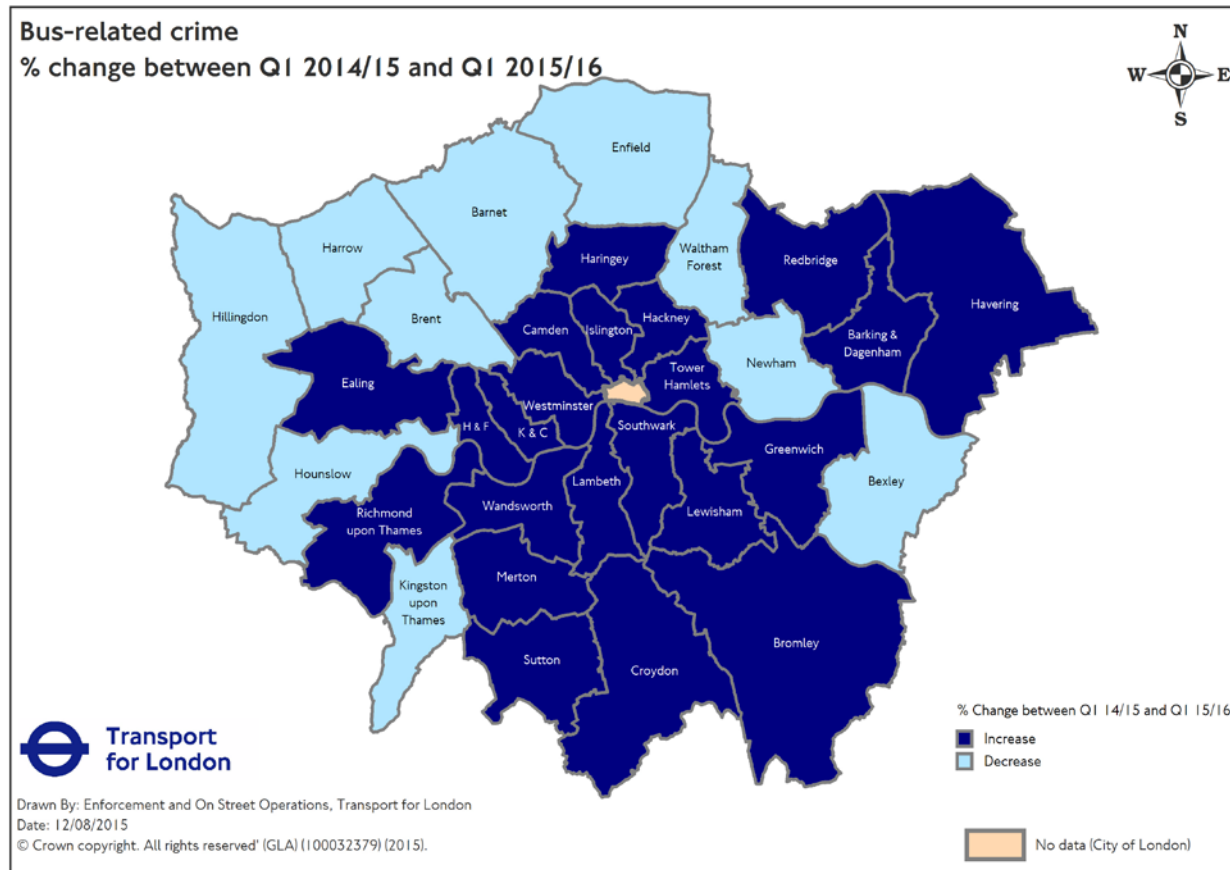 Bus-related crime
% change between Q1 2014/15 and Q1 2015/16
N
W
E
S
Enfield
Barnet
Harrow
Hillingdon
Brent
Haringey
Waltham
Forest
Redbridge
Havering
Camden
Islington
Hackney
Barking &
Dagenham
Newham
Tower
Hamlets
Ealing
Westminster
H & F
K & C
Southwark
Greenwich
Hounslow
Bexley
Lambeth
Richmond
upon Thames
Wandsworth
Lewisham
Merton
Kingston
upon
Thames
Sutton
Croydon
Bromley
% Change between Q1 14/15 and Q1 15/16
Increase
Decrease
Transport
for London
Drawn By: Enforcement and On Street Operations, Transport for London
Date: 12/08/2015
© Crown copyright. All rights reserved' (GLA) (100032379) (2015).
No data (City of London)